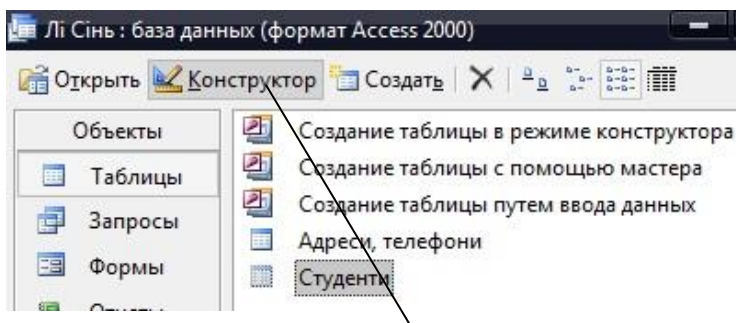 Лі Сінь : база данных (формат Access 2000)
Открыть Конструктор Создать
Объекты
Таблицы
Запросы
Формы
Создание таблицы в режиме конструктора
Создание таблицы с помощью мастера
Создание таблицы путем ввода данных
Адреси, телефони
Студенти